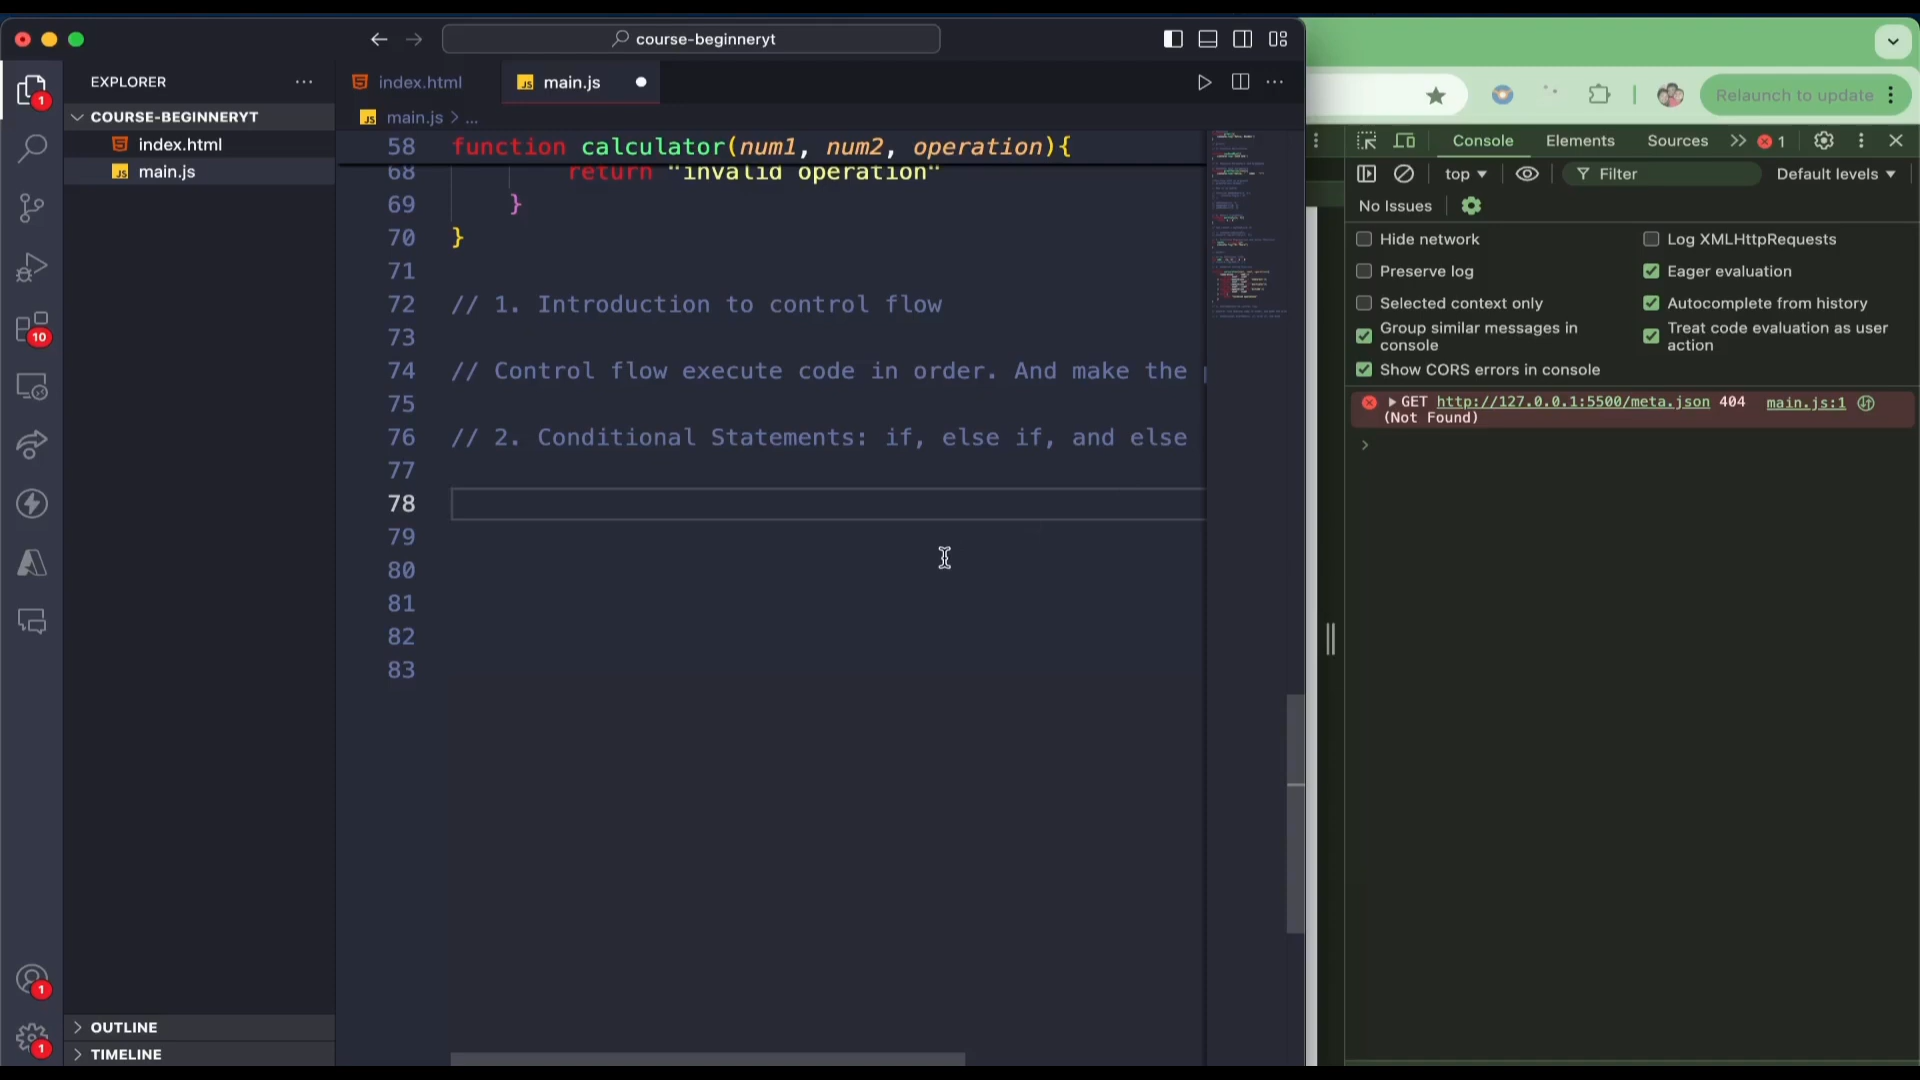 course-beginneryt
EXPLORER
COURSE-BEGINNERYT
index.html
main.js
OUTLINE
TIMELINE
1
10
1
1
index.html
main.js
main.js > ...
58 function calculator(num1, num2, operation){
68 return "invalid operation"
69 }
70 }
71
72 // 1. Introduction to control flow
73
74 // Control flow execute code in order. And make the
75
76 // 2. Conditional Statements: if, else if, and else
77
78
79
80
81
82
83
Relaunch to update
Console Elements Sources 1
top Filter Default levels
No Issues
Hide network Log XMLHttpRequests
Preserve log Eager evaluation
Selected context only Autocomplete from history
Group similar messages in
console
Treat code evaluation as user
action
Show CORS errors in console
GET http://127.0.0.1:5500/meta.json 404 main.js:1
(Not Found)